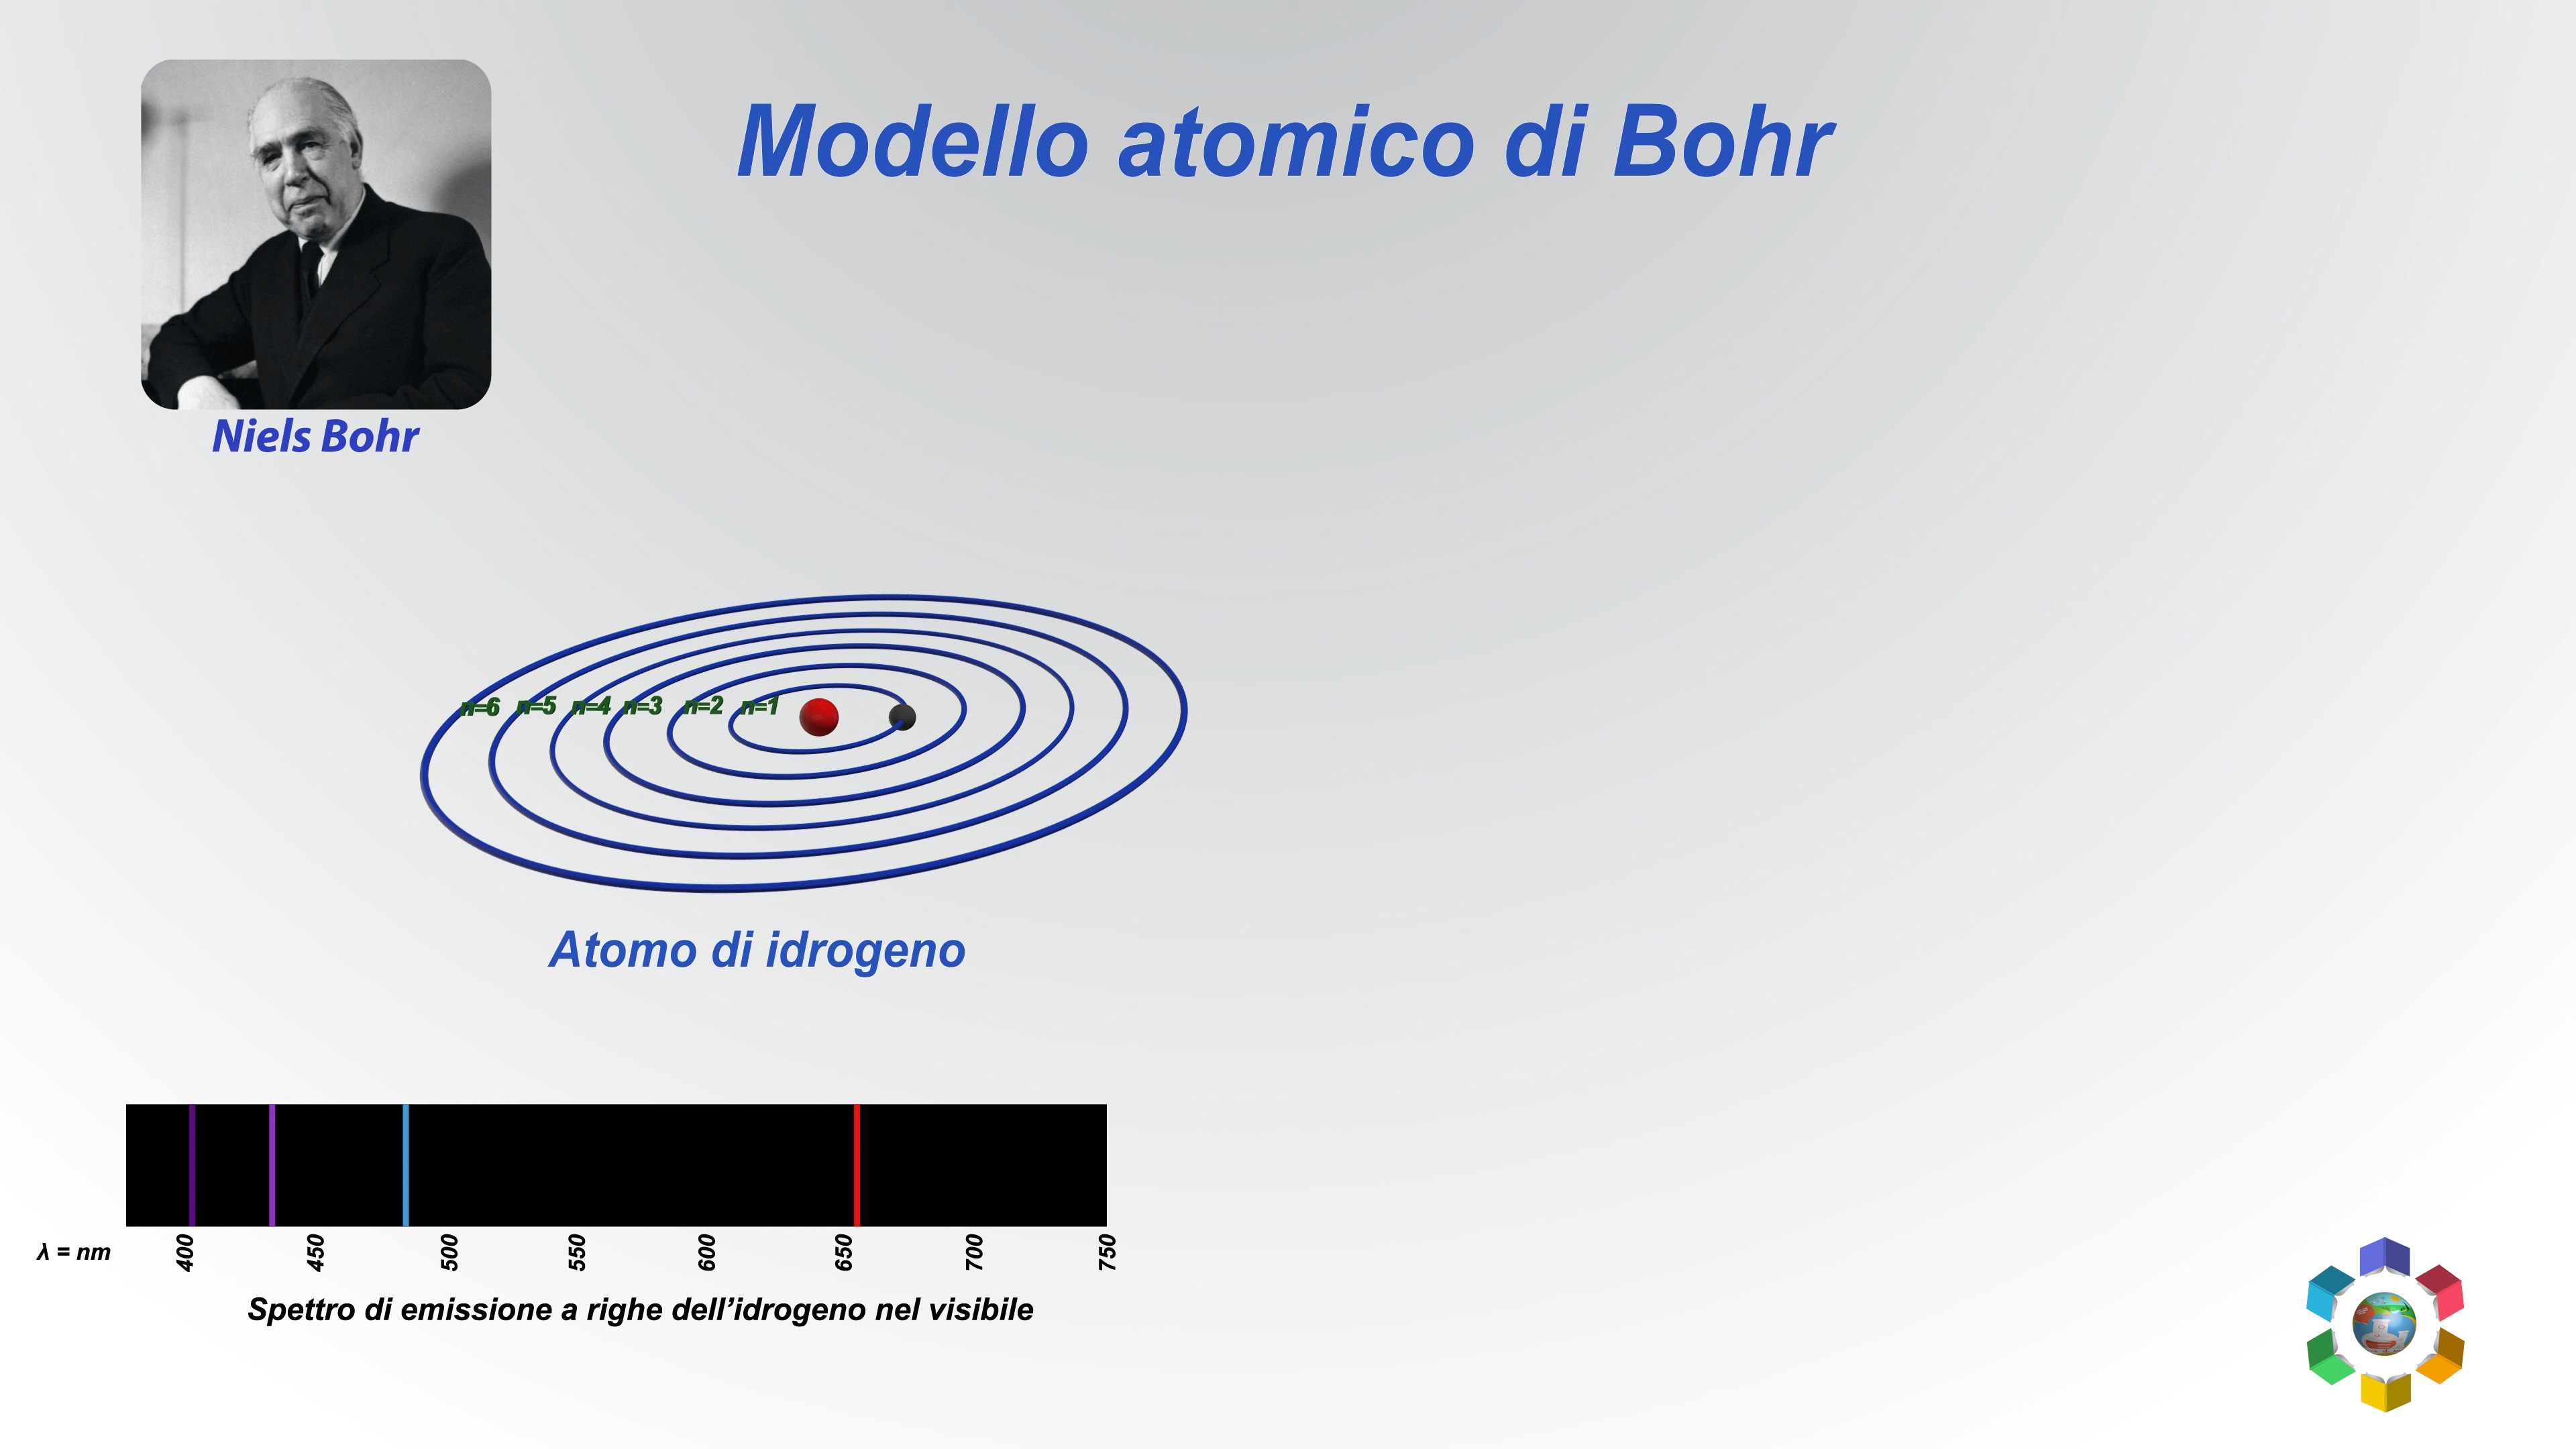 Modello atomico di Bohr
Niels Bohr
n=6 n=5 n=4 n=3 n=2 n=1
Atomo di idrogeno
λ = nm 400 450 500 550 600 650 700 750
Spettro di emissione a righe dell’idrogeno nel visibile